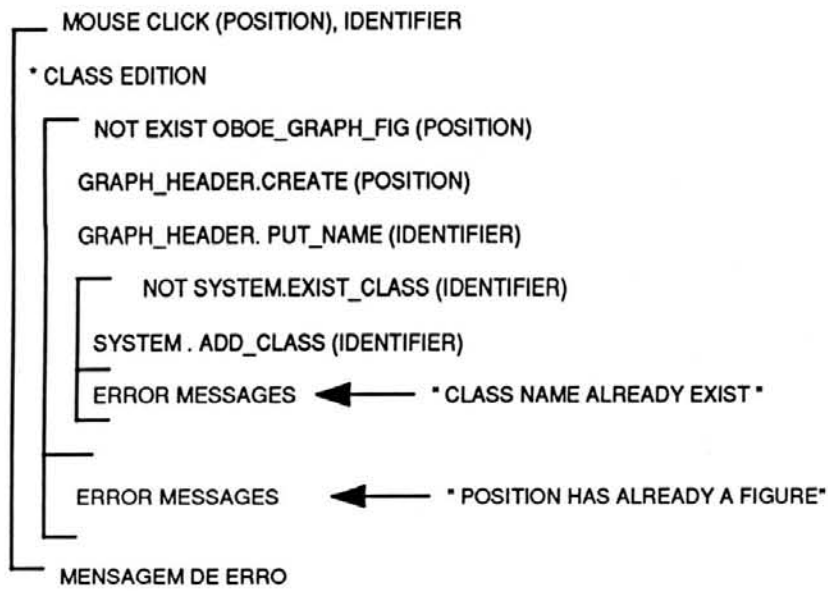 MOUSE CLICK (POSITION), IDENTIFIER
* CLASS EDITION
NOT EXIST OBOE_GRAPH_FIG (POSITION)
GRAPH_HEADER.CREATE (POSITION)
GRAPH_HEADER. PUT_NAME (IDENTIFIER)
NOT SYSTEM.EXIST_CLASS (IDENTIFIER)
SYSTEM . ADD_CLASS (IDENTIFIER)
ERROR MESSAGES " CLASS NAME ALREADY EXIST "
ERROR MESSAGES " POSITION HAS ALREADY A FIGURE"
MENSAGEM DE ERRO